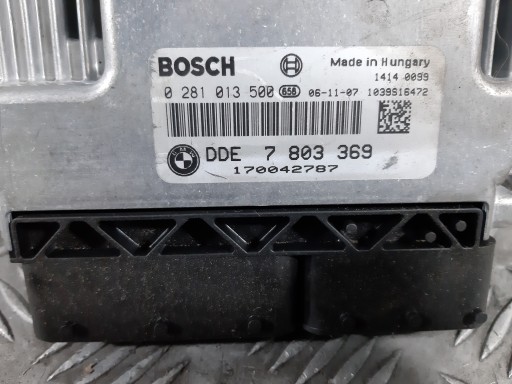 BOSCH
Made in Hungary
1414 0099
0 281 013 500 656 06-11-07 1039S16472
DDE 7 803 369
170042787